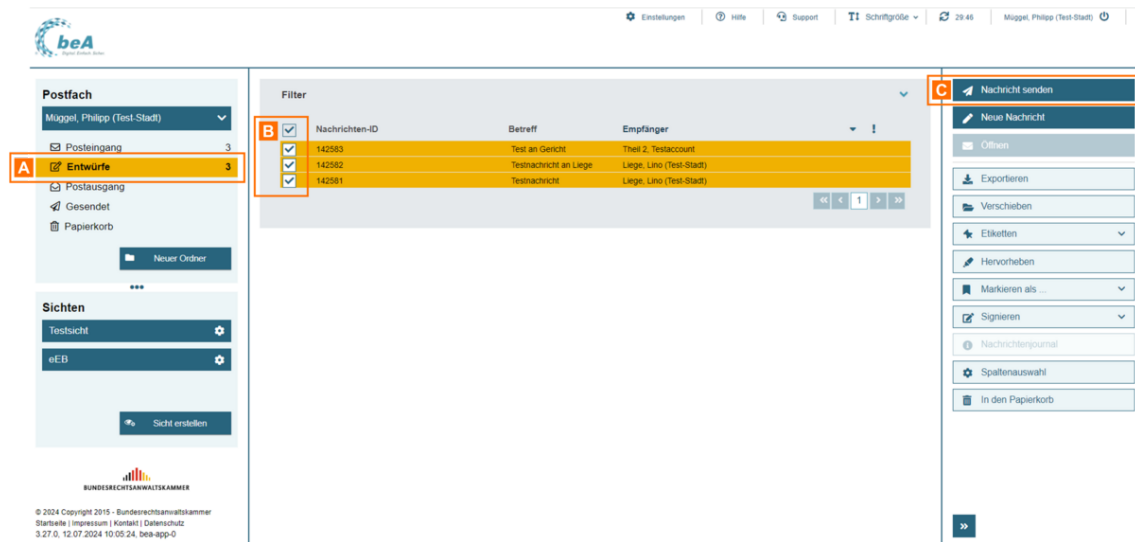 Einstellungen Hilfe Support Schriftgröße 29:46 Müggel, Philipp (Test-Stadt)
beA
Postfach
Müggel, Philipp (Test-Stadt)
Posteingang 3
A Entwürfe 3
Postausgang
Gesendet
Papierkorb
Neuer Ordner
Sichten
Testsicht
eEB
Sicht erstellen
BUNDESRECHTSANWALTSKAMMER
© 2024 Copyright 2015 - Bundesrechtsanwaltskammer
Startseite | Impressum | Kontakt | Datenschutz
3.27.0, 12.07.2024 10:05:24, bea-app-0
Filter
B Nachrichten-ID Betreff Empfänger !
142583 Test an Gericht Theil 2, Testaccount
142582 Testnachricht an Liege Liege, Lino (Test-Stadt)
142581 Testnachricht Liege, Lino (Test-Stadt)
« < 1 > »
C Nachricht senden
Neue Nachricht
Öffnen
Exportieren
Verschieben
Etiketten
Hervorheben
Markieren als ...
Signieren
Nachrichtenjournal
Spaltenauswahl
In den Papierkorb
»